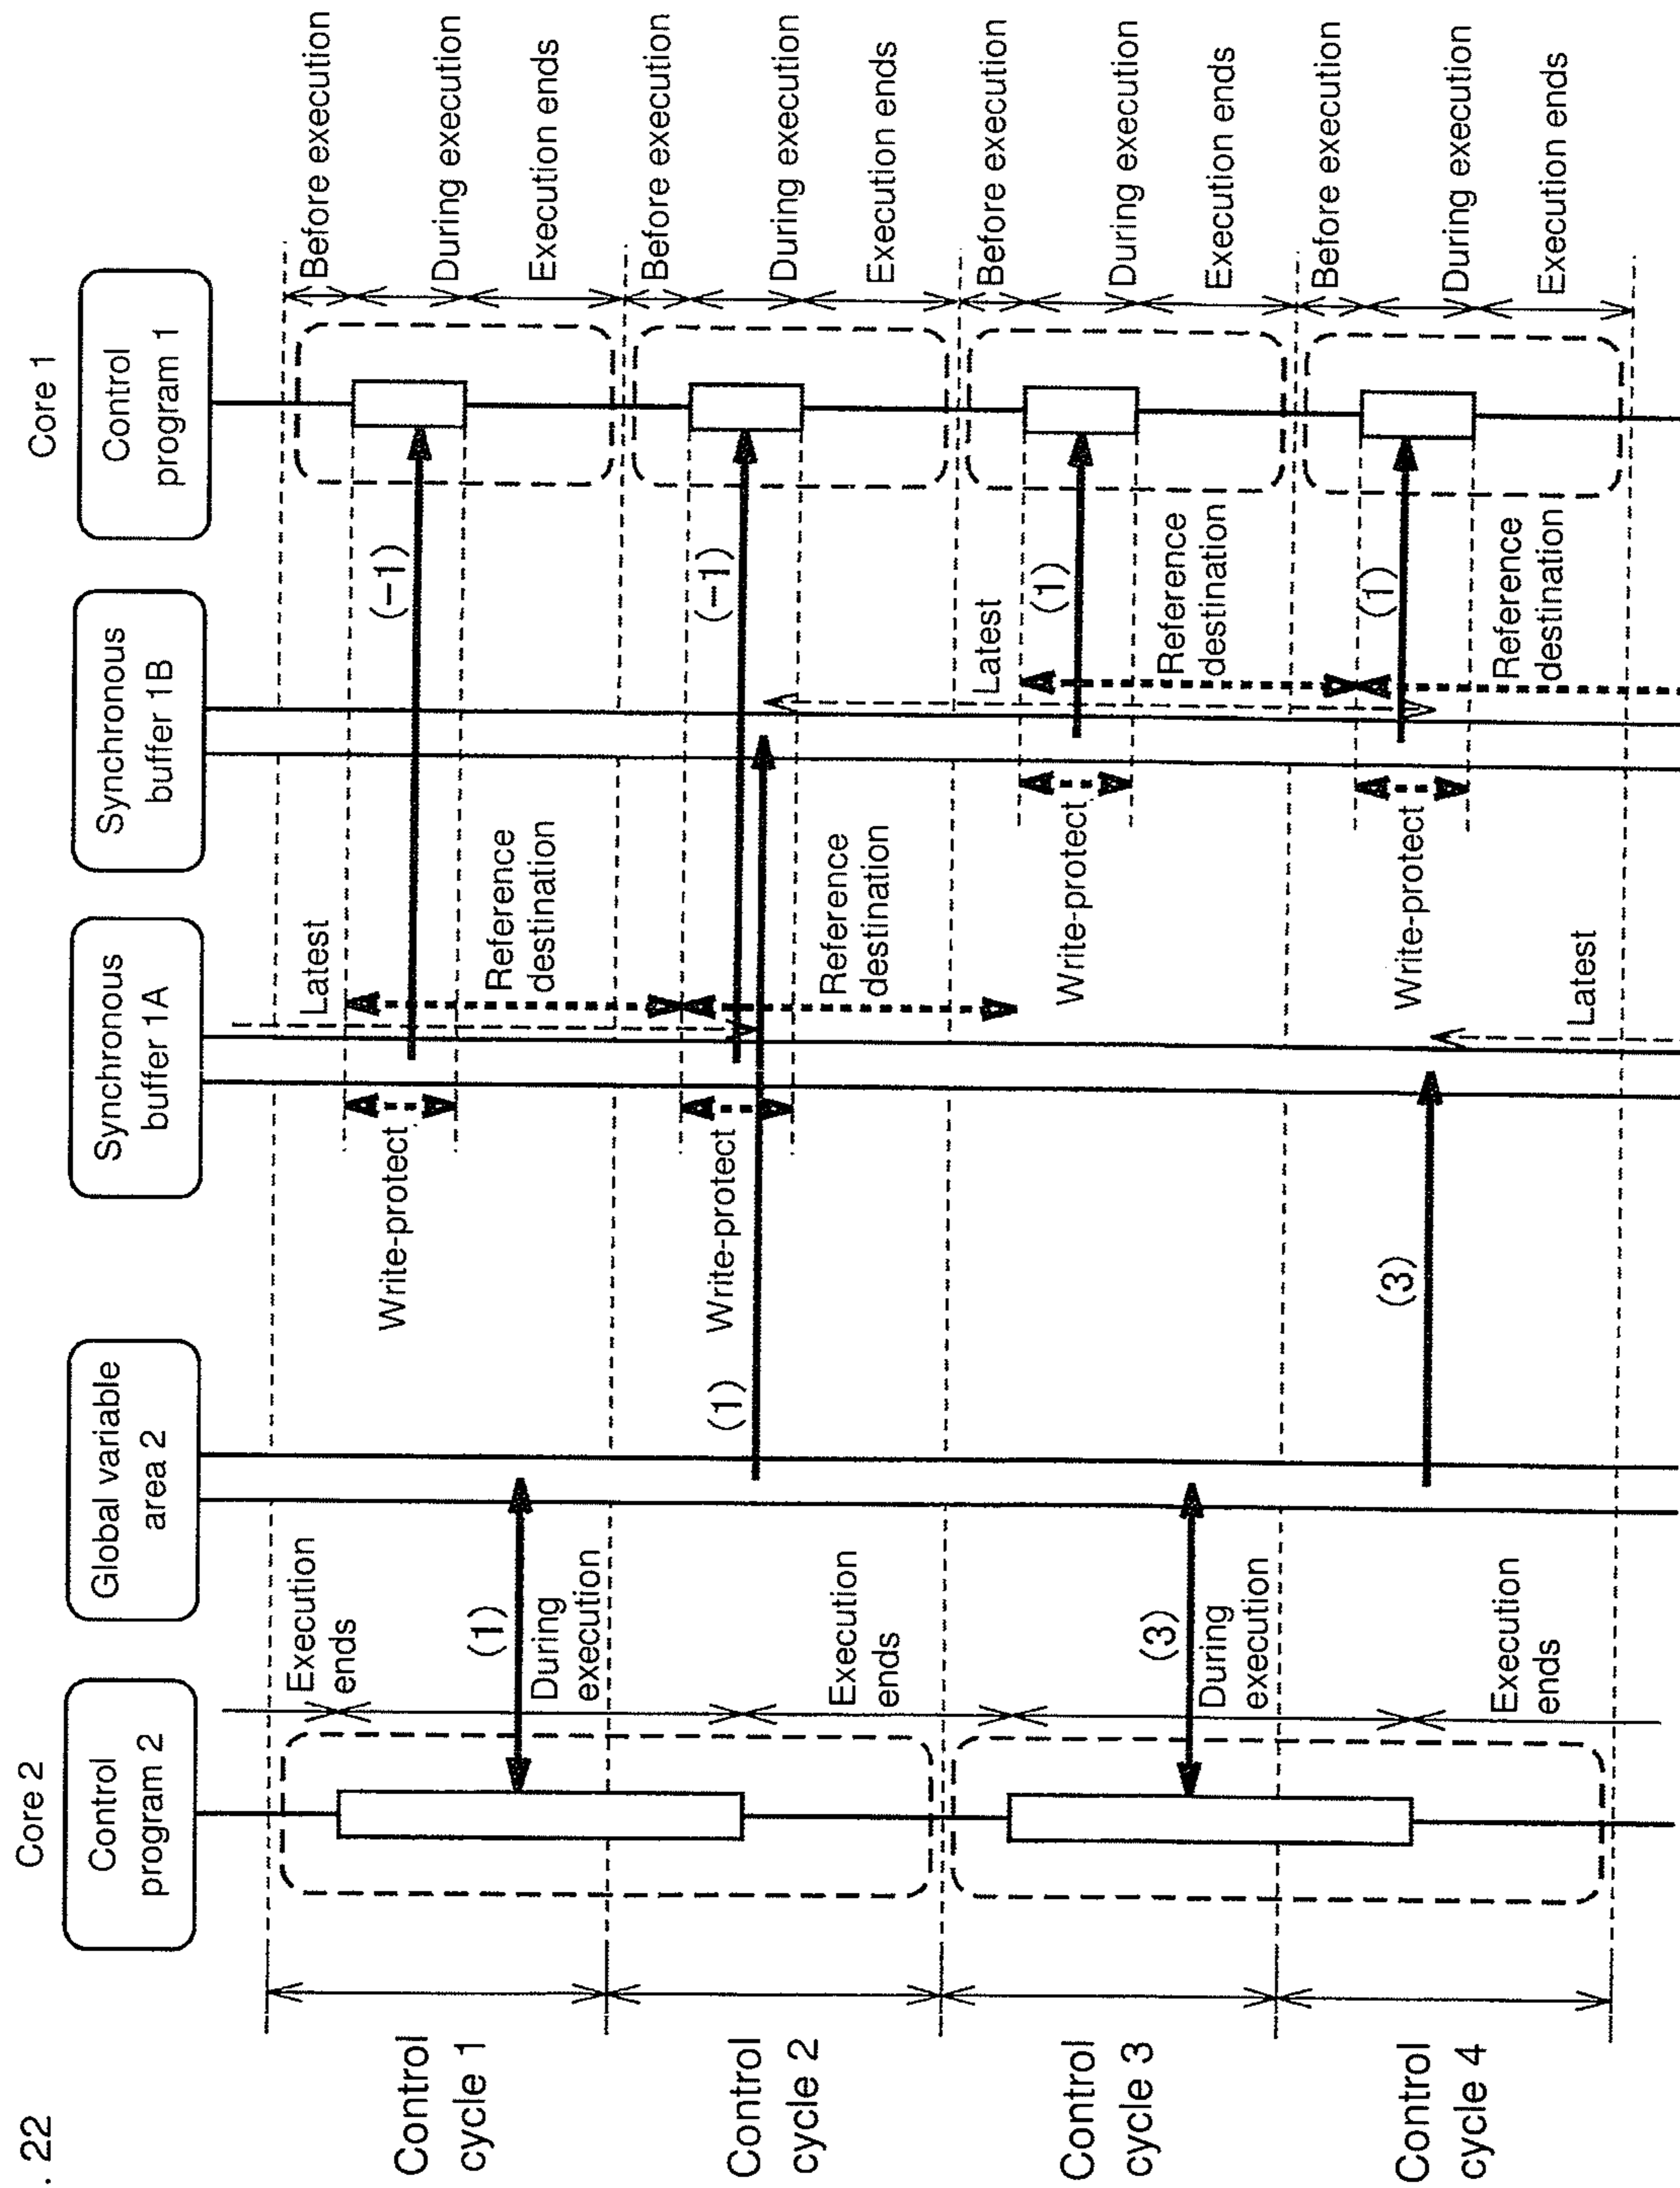 . 22
Core 2
Core 1
Control
program 2
Global variable
area 2
Synchronous
buffer 1A
Synchronous
buffer 1B
Control
program 1
Control
cycle 1
Execution
ends
(1)
During
execution
Write-protect
Latest
Reference
destination
(−1)
Before execution
During execution
Execution ends
Control
cycle 2
Execution
ends
(1)
Write-protect
Reference
destination
(−1)
Before execution
During execution
Execution ends
Control
cycle 3
(3)
During
execution
Write-protect
Latest
(1)
Reference
destination
Before execution
During execution
Execution ends
Control
cycle 4
Execution
ends
(3)
Latest
Write-protect
(1)
Reference
destination
Before execution
During execution
Execution ends